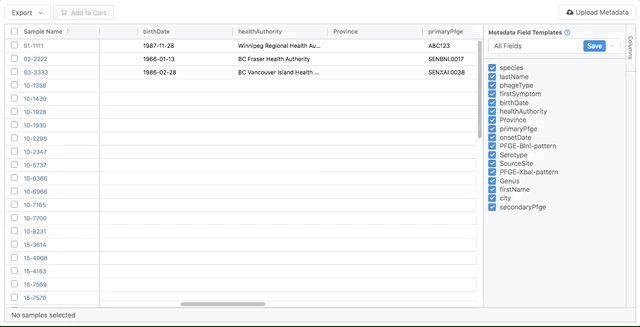 Export Add to Cart Upload Metadata
Sample Name birthDate healthAuthority Province primaryPfge
01-1111 1987-11-28 Winnipeg Regional Health Au... ABC123
02-2222 1966-01-13 BC Fraser Health Authority SENBNI.0017
03-3333 1986-02-28 BC Vancouver Island Health ... SENXAI.0038
10-1358
10-1430
10-1928
10-1930
10-2295
10-2347
10-5737
10-6366
10-6966
10-7165
10-7700
10-8231
15-3614
15-4068
15-4163
15-7569
15-7570
Metadata Field Templates
All Fields Save
species
lastName
phageType
firstSymptom
birthDate
healthAuthority
Province
primaryPfge
onsetDate
PFGE-BlnI-pattern
Serotype
SourceSite
PFGE-XbaI-pattern
Genus
firstName
city
secondaryPfge
Columns
No samples selected